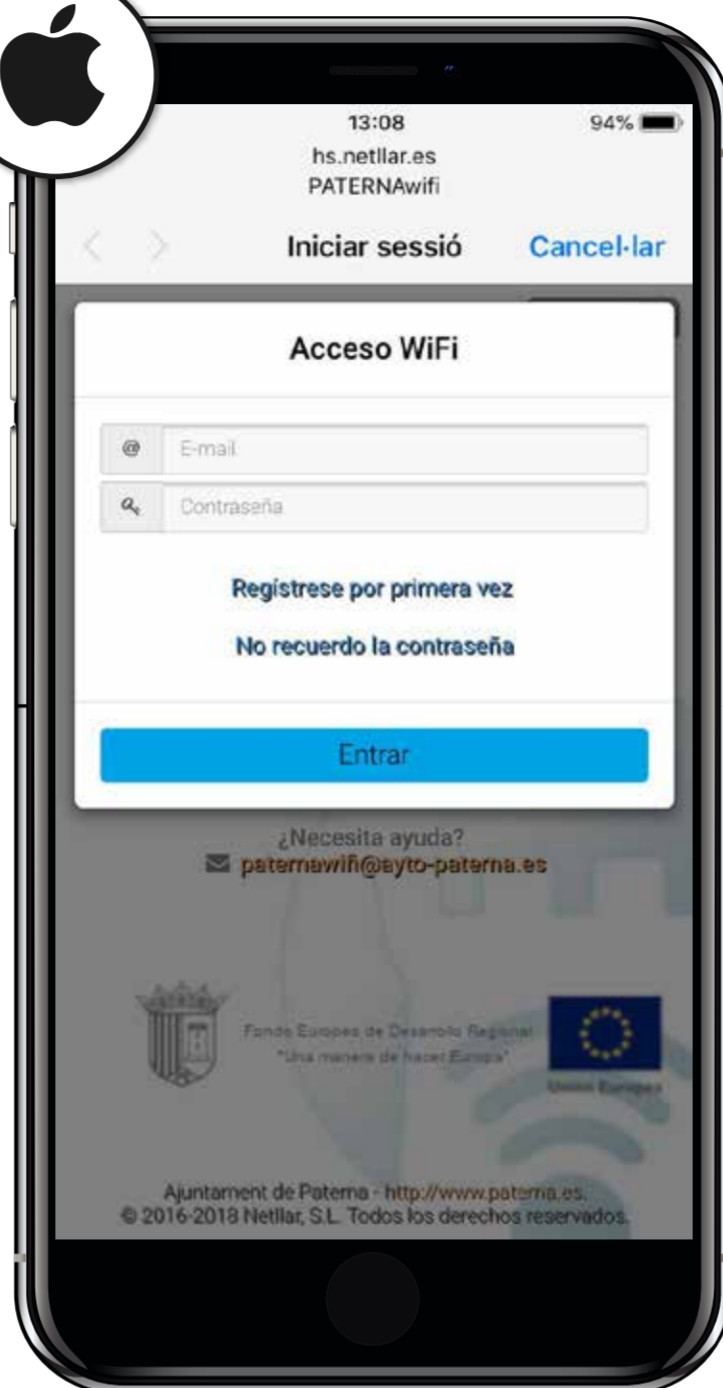 13:08
94%
hs.netllar.es
PATERNAwifi
Iniciar sessió
Cancel·lar
Acceso WiFi
@
E-mail
Contraseña
Regístrese por primera vez
No recuerdo la contraseña
Entrar
¿Necesita ayuda?
paternawifi@ayto-paterna.es
Fondo Europeo de Desarrollo Regional
"Una manera de hacer Europa"
Unión Europea
Ajuntament de Paterna - http://www.paterna.es.
© 2016-2018 Netllar, S.L. Todos los derechos reservados.